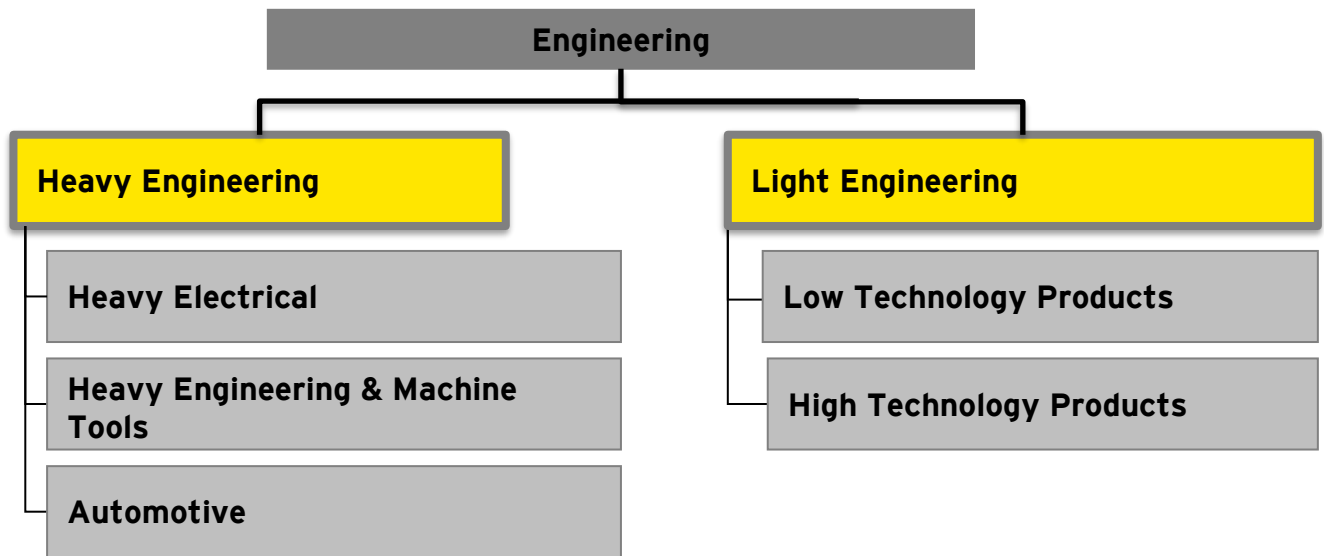 Engineering
Heavy Engineering
Light Engineering
Heavy Electrical
Low Technology Products
Heavy Engineering & Machine
Tools
High Technology Products
Automotive